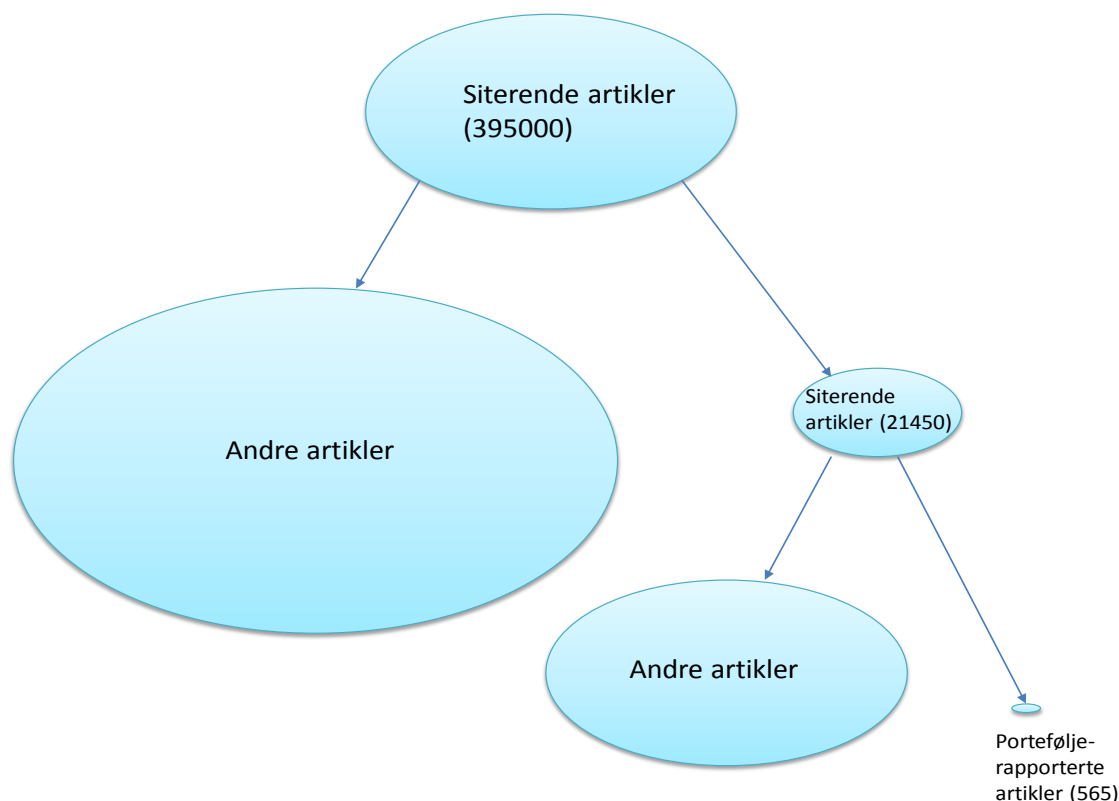 Siterende artikler
(395000)
Andre artikler
Siterende
artikler (21450)
Andre artikler
Portefølje-
rapporterte
artikler (565)